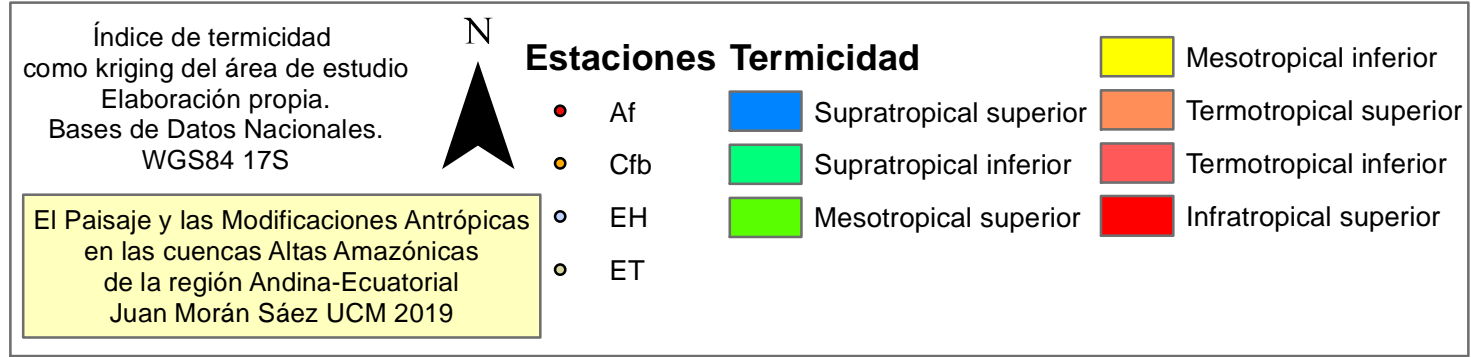 Índice de termicidad
como kriging del área de estudio
Elaboración propia.
Bases de Datos Nacionales.
WGS84 17S
El Paisaje y las Modificaciones Antrópicas
en las cuencas Altas Amazónicas
de la región Andina-Ecuatorial
Juan Morán Sáez UCM 2019
N
Estaciones
Af
Cfb
EH
ET
Termicidad
Supratropical superior
Supratropical inferior
Mesotropical superior
Mesotropical inferior
Termotropical superior
Termotropical inferior
Infratropical superior